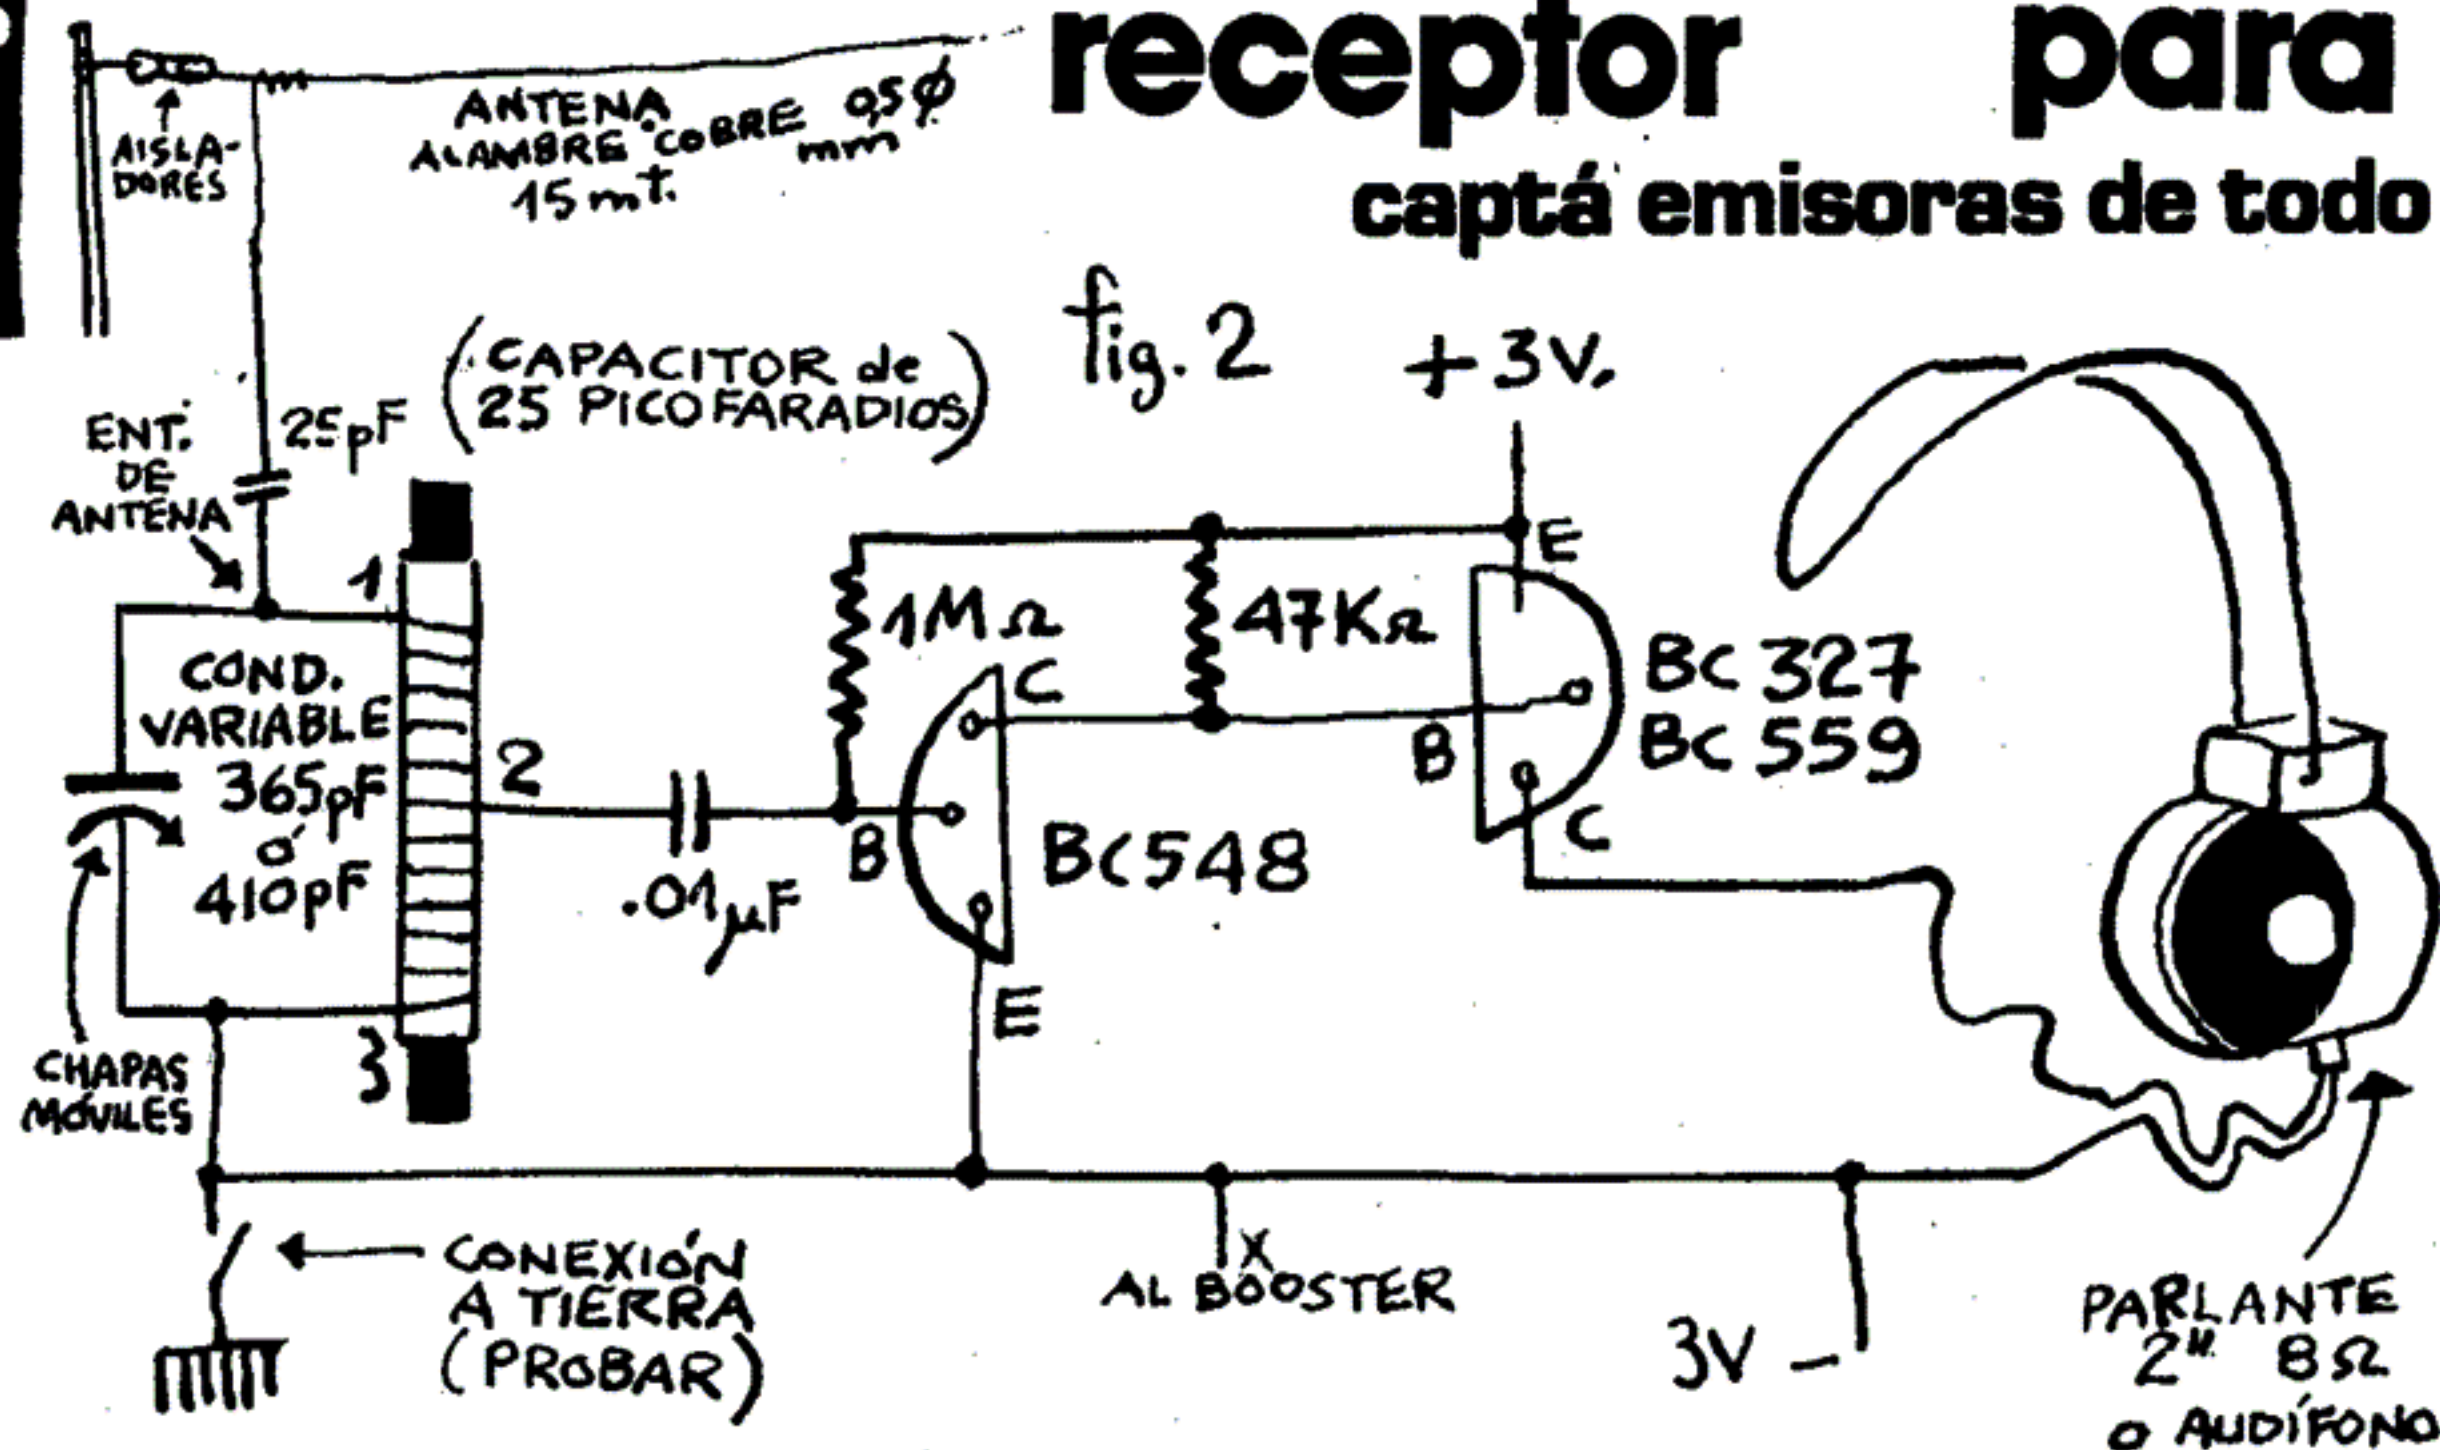 receptor para
captá emisoras de todo
AISLA-
DORES
ANTENA
ALAMBRE COBRE 0,5 Ø
mm
15 mt.
fig. 2
(CAPACITOR de
25 PICOFARADIOS)
25pF
ENT.
DE
ANTENA
+3V.
1
COND.
VARIABLE
365pF
ó
410pF
2
3
CHAPAS
MÓVILES
.01µF
1MΩ
47KΩ
C
B
E
BC548
E
B
C
BC 327
BC 559
CONEXIÓN
A TIERRA
(PROBAR)
X
AL BOOSTER
3V -
PARLANTE
2" 8Ω
o AUDÍFONO